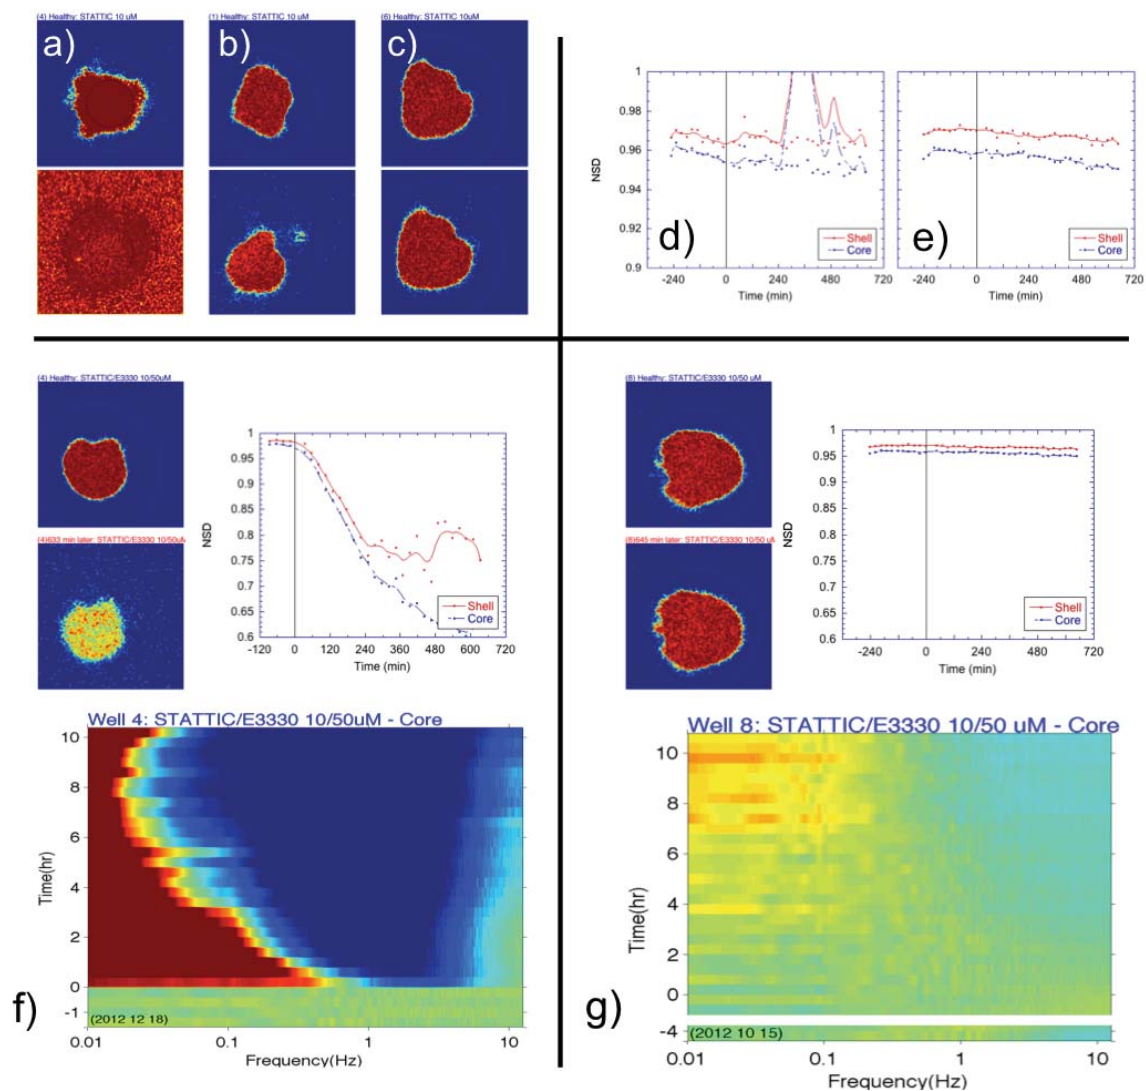 (4) Healthy: STATTIC 10 uM
(1) Healthy: STATTIC 10 uM
(6) Healthy: STATTIC 10uM
a)
b)
c)
1
0.98
0.96
0.94
0.92
0.9
NSD
d)
e)
Shell
Core
Shell
Core
-240 0 240 480 720
Time (min)
-240 0 240 480 720
Time (min)
(4) Healthy: STATTIC/E3330 10/50uM
(4)633 min later: STATTIC/E3330 10/50uM
1
0.95
0.9
0.85
0.8
0.75
0.7
0.65
0.6
NSD
Shell
Core
-120 0 120 240 360 480 600 720
Time (min)
(8) Healthy: STATTIC/E3330 10/50 uM
(8)645 min later: STATTIC/E3330 10/50 uM
1
0.95
0.9
0.85
0.8
0.75
0.7
0.65
0.6
NSD
Shell
Core
-240 0 240 480 720
Time (min)
Well 4: STATTIC/E3330 10/50uM - Core
10
8
6
4
2
0
-1
Time(hr)
(2012 12 18)
0.01 0.1 1 10
Frequency(Hz)
f)
Well 8: STATTIC/E3330 10/50 uM - Core
10
8
6
4
2
0
-4
Time(hr)
(2012 10 15)
0.01 0.1 1 10
Frequency(Hz)
g)